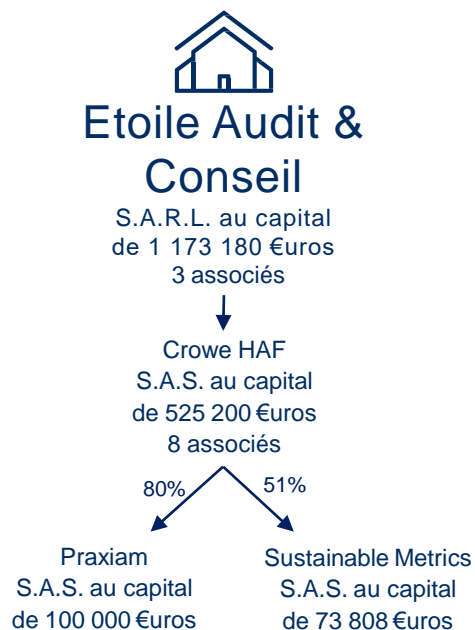 Etoile Audit &
Conseil
S.A.R.L. au capital
de 1 173 180 €uros
3 associés
Crowe HAF
S.A.S. au capital
de 525 200 €uros
8 associés
80%
51%
Praxiam
S.A.S. au capital
de 100 000 €uros
Sustainable Metrics
S.A.S. au capital
de 73 808 €uros